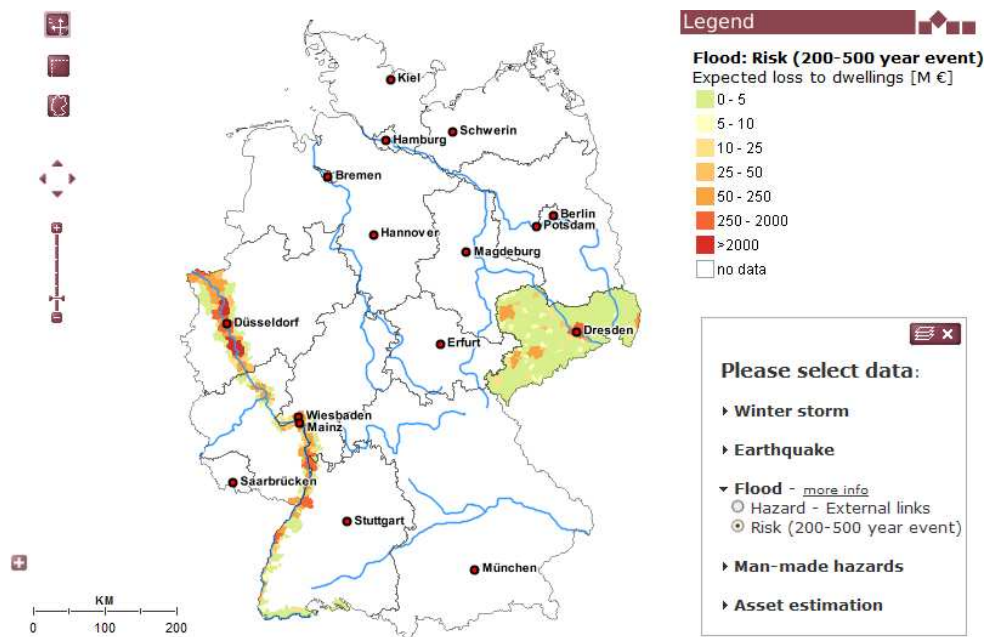 Legend
Flood: Risk (200-500 year event)
Expected loss to dwellings [M €]
0 - 5
5 - 10
10 - 25
25 - 50
50 - 250
250 - 2000
>2000
no data
Kiel
Schwerin
Hamburg
Bremen
Berlin
Potsdam
Hannover
Magdeburg
Düsseldorf
Dresden
Erfurt
Wiesbaden
Mainz
Saarbrücken
Stuttgart
München
KM
0 100 200
Please select data:
Winter storm
Earthquake
Flood - more info
Hazard - External links
Risk (200-500 year event)
Man-made hazards
Asset estimation